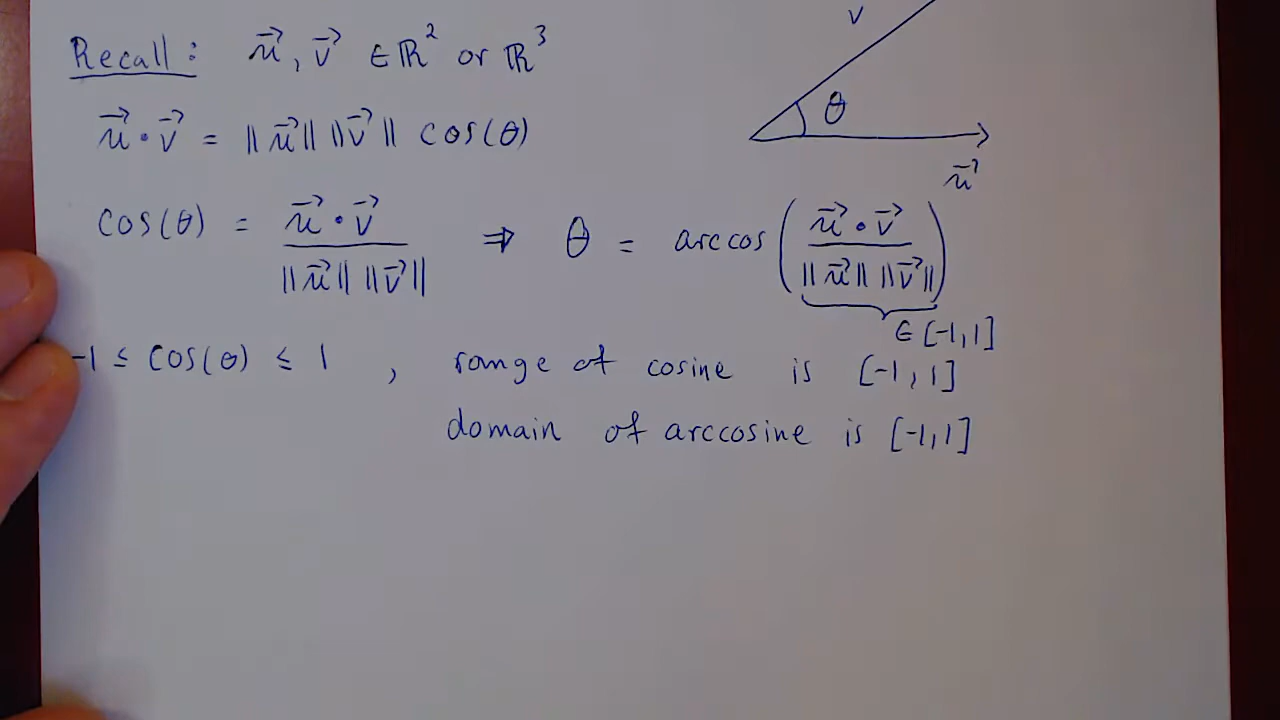 Recall: u⃗, v⃗ ∈ ℝ² or ℝ³
v
θ
u⃗ · v⃗ = ‖u⃗‖ ‖v⃗‖ cos(θ)
u⃗
cos(θ) = u⃗ · v⃗ / ‖u⃗‖ ‖v⃗‖ ⇒ θ = arccos(u⃗ · v⃗ / ‖u⃗‖ ‖v⃗‖)
∈ [-1,1]
-1 ≤ cos(θ) ≤ 1 , range of cosine is [-1,1]
domain of arccosine is [-1,1]